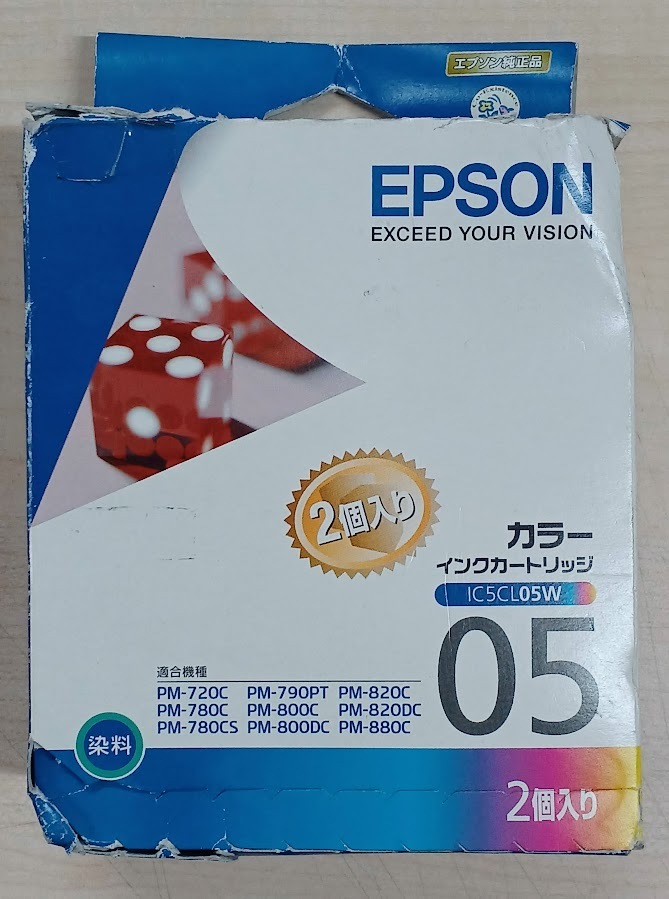 エプソン純正品
EPSON
EXCEED YOUR VISION
2個入り
カラー
インクカートリッジ
IC5CL05W
05
適合機種
PM-720C PM-790PT PM-820C
PM-780C PM-800C PM-820DC
PM-780CS PM-800DC PM-880C
染料
2個入り